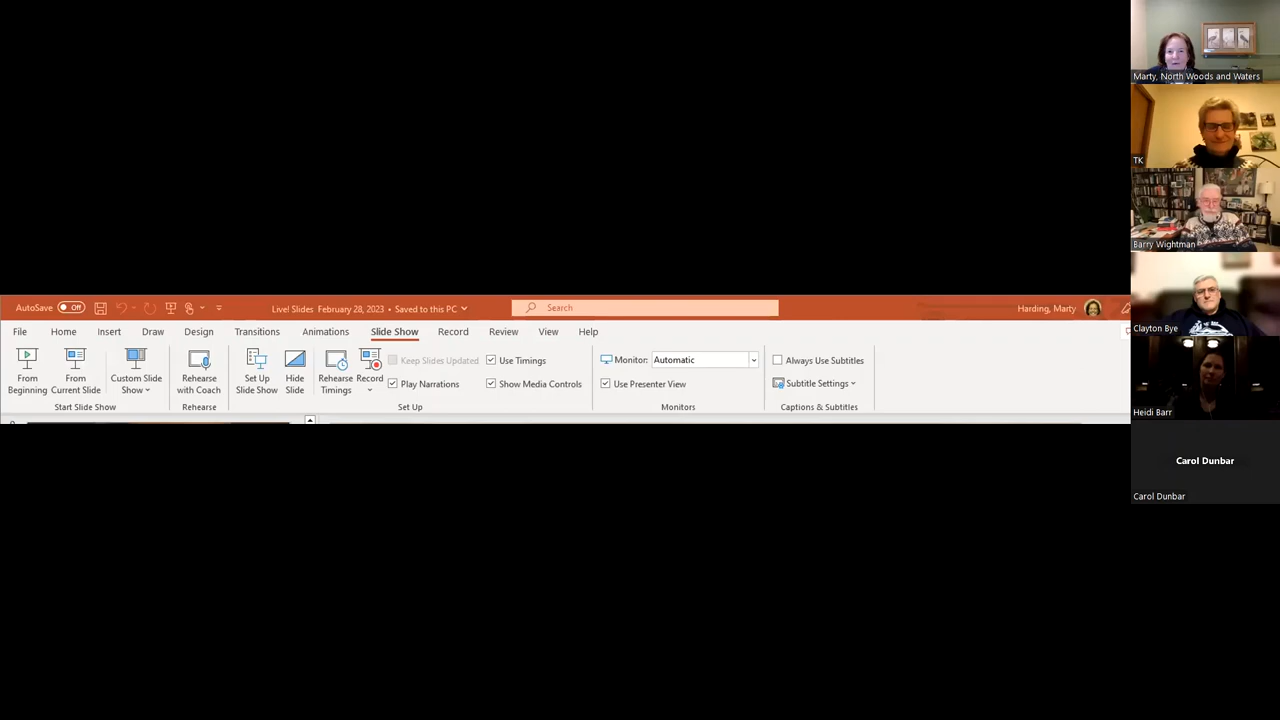 AutoSave Off Live! Slides February 28, 2023 • Saved to this PC Search Harding, Marty
File Home Insert Draw Design Transitions Animations Slide Show Record Review View Help
From Beginning
From Current Slide
Custom Slide Show
Start Slide Show
Rehearse with Coach
Rehearse
Set Up Slide Show
Hide Slide
Rehearse Timings
Record
Keep Slides Updated
Play Narrations
Use Timings
Show Media Controls
Set Up
Monitor: Automatic
Use Presenter View
Monitors
Always Use Subtitles
Subtitle Settings
Captions & Subtitles
Marty, North Woods and Waters
TK
Barry Wightman
Clayton Bye
Heidi Barr
Carol Dunbar
Carol Dunbar